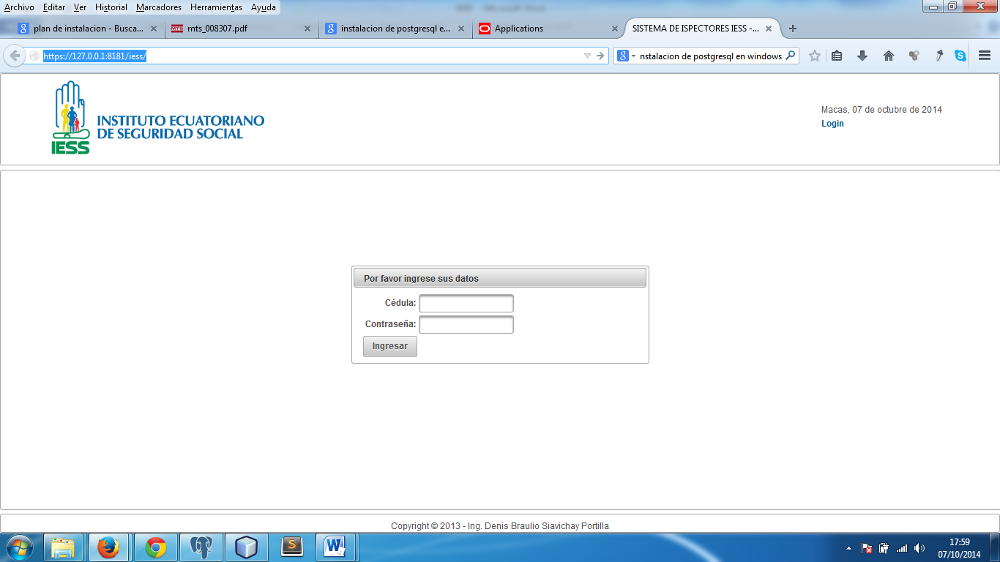 Archivo Editar Ver Historial Marcadores Herramientas Ayuda
plan de instalacion - Busca...
MTS
mts_008307.pdf
g instalacion de postgresql e...
Applications
SISTEMA DE ISPECTORES IESS -...
https://127.0.0.1:8181/iess/
nstalacion de postgresql en windows
INSTITUTO ECUATORIANO
DE SEGURIDAD SOCIAL
IESS
Macas, 07 de octubre de 2014
Login
Por favor ingrese sus datos
Cédula:
Contraseña:
Ingresar
Copyright © 2013 - Ing. Denis Braulio Siavichay Portilla
17:59
07/10/2014